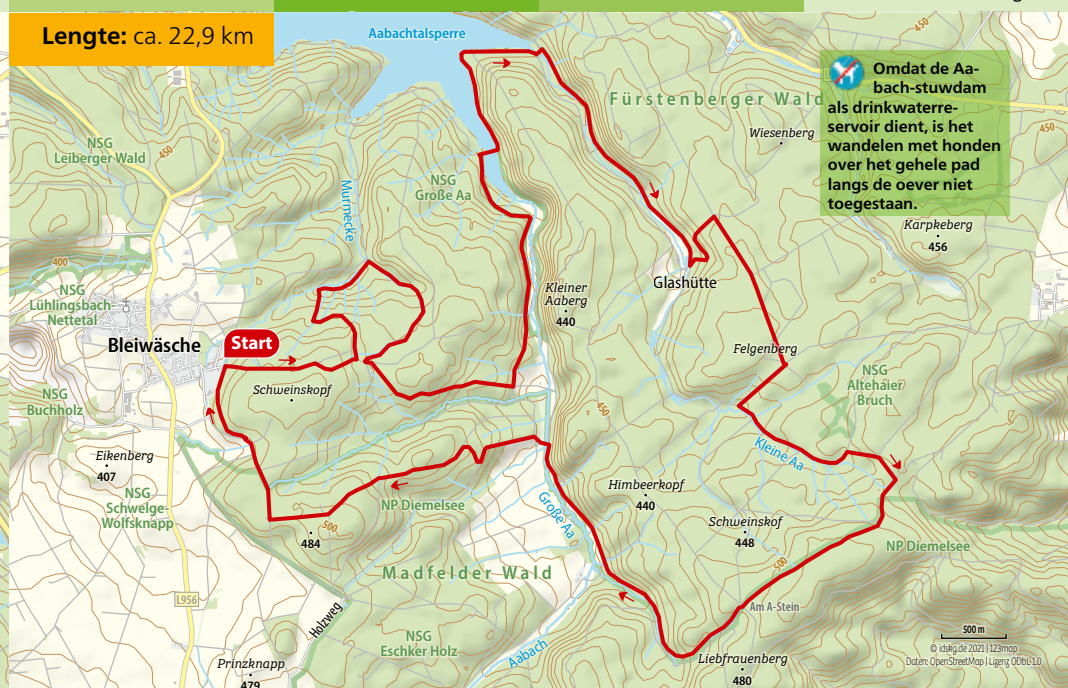 Lengte: ca. 22,9 km
Aabachtalsperre
450
Omdat de Aa-
bach-stuwdam
als drinkwaterre-
servoir dient, is het
wandelen met honden
over het gehele pad
langs de oever niet
toegestaan.
Fürstenberger Wald
Wiesenberg
450
NSG
Leiberger Wald
450
NSG
Große Aa
Murmecke
Karpkeberg
456
400
NSG
Lühlingsbach-
Nettetal
Glashütte
Kleiner
Aaberg
440
Bleiwäsche
Start
Felgenberg
Schweinskopf
NSG
Buchholz
NSG
Altehaier
Bruch
450
Kleine Aa
Eikenberg
407
NSG
Schwelge-
Wolfsknapp
Himbeerkopf
440
NP Diemelsee
Große Aa
500
484
Schweinskof
448
NP Diemelsee
500
Madfelder Wald
L956
Holzweg
Am A-Stein
NSG
Eschker Holz
Aabach
500 m
© idskg.de 2021 | 123map
Daten: OpenStreetMap | Lizenz ODbL 1.0
Prinzknapp
479
Liebfrauenberg
480